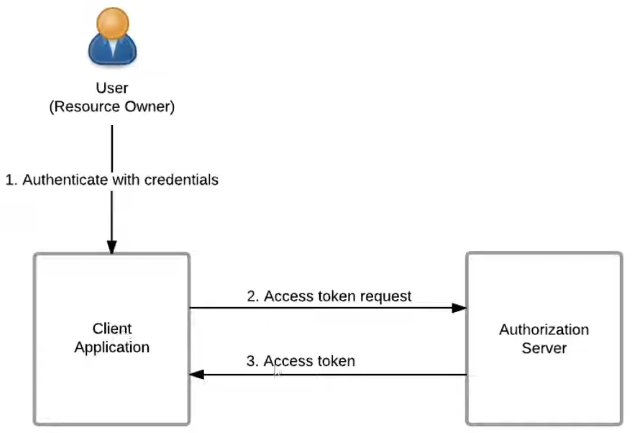 User
(Resource Owner)
1. Authenticate with credentials
2. Access token request
Client
Application
Authorization
Server
3. Access token